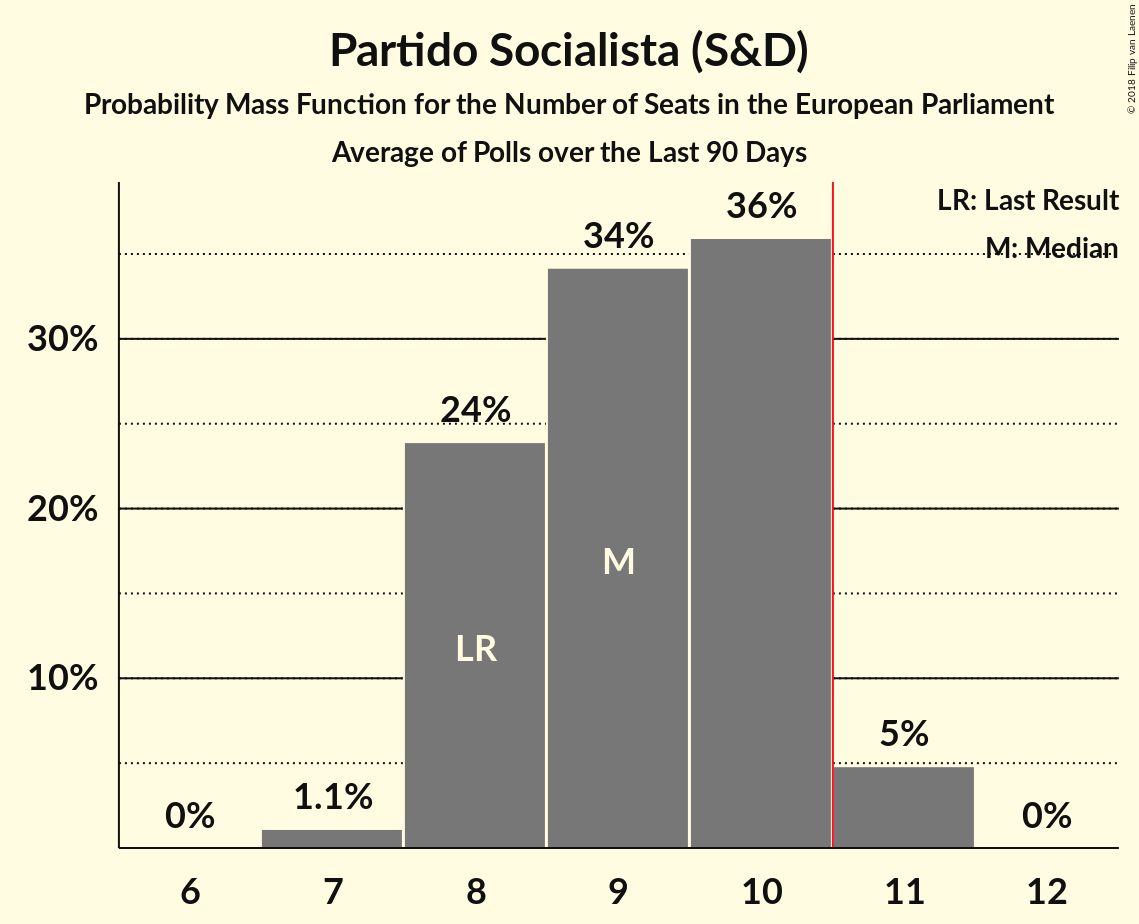 Partido Socialista (S&D)
Probability Mass Function for the Number of Seats in the European Parliament
Average of Polls over the Last 90 Days
© 2018 Filip van Laenen
LR: Last Result
M: Median
36%
34%
30%
24%
20%
M
LR
10%
5%
1.1%
0%
0%
6 7 8 9 10 11 12